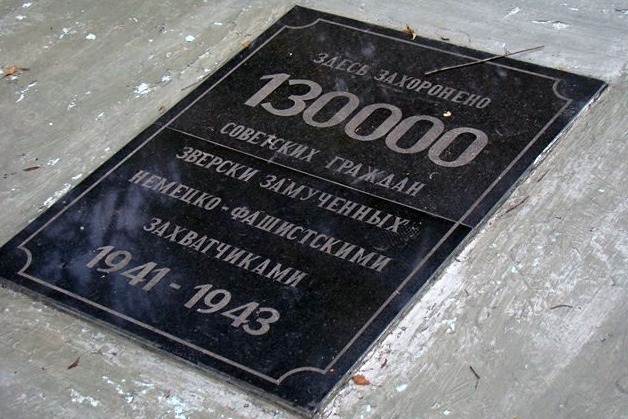 ЗДЕСЬ ЗАХОРОНЕНО
130000
СОВЕТСКИХ ГРАЖДАН
ЗВЕРСКИ ЗАМУЧЕННЫХ
НЕМЕЦКО-ФАШИСТСКИМИ
ЗАХВАТЧИКАМИ
1941-1943